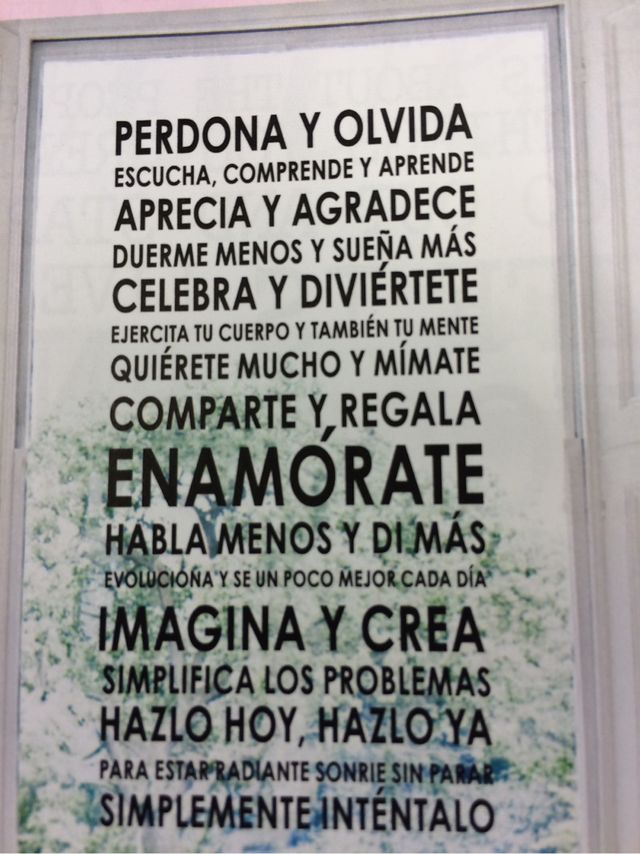 PERDONA Y OLVIDA
ESCUCHA, COMPRENDE Y APRENDE
APRECIA Y AGRADECE
DUERME MENOS Y SUEÑA MÁS
CELEBRA Y DIVIÉRTETE
EJERCITA TU CUERPO Y TAMBIÉN TU MENTE
QUIÉRETE MUCHO Y MÍMATE
COMPARTE Y REGALA
ENAMÓRATE
HABLA MENOS Y DI MÁS
EVOLUCIONA Y SE UN POCO MEJOR CADA DÍA
IMAGINA Y CREA
SIMPLIFICA LOS PROBLEMAS
HAZLO HOY, HAZLO YA
PARA ESTAR RADIANTE SONRIE SIN PARAR
SIMPLEMENTE INTÉNTALO